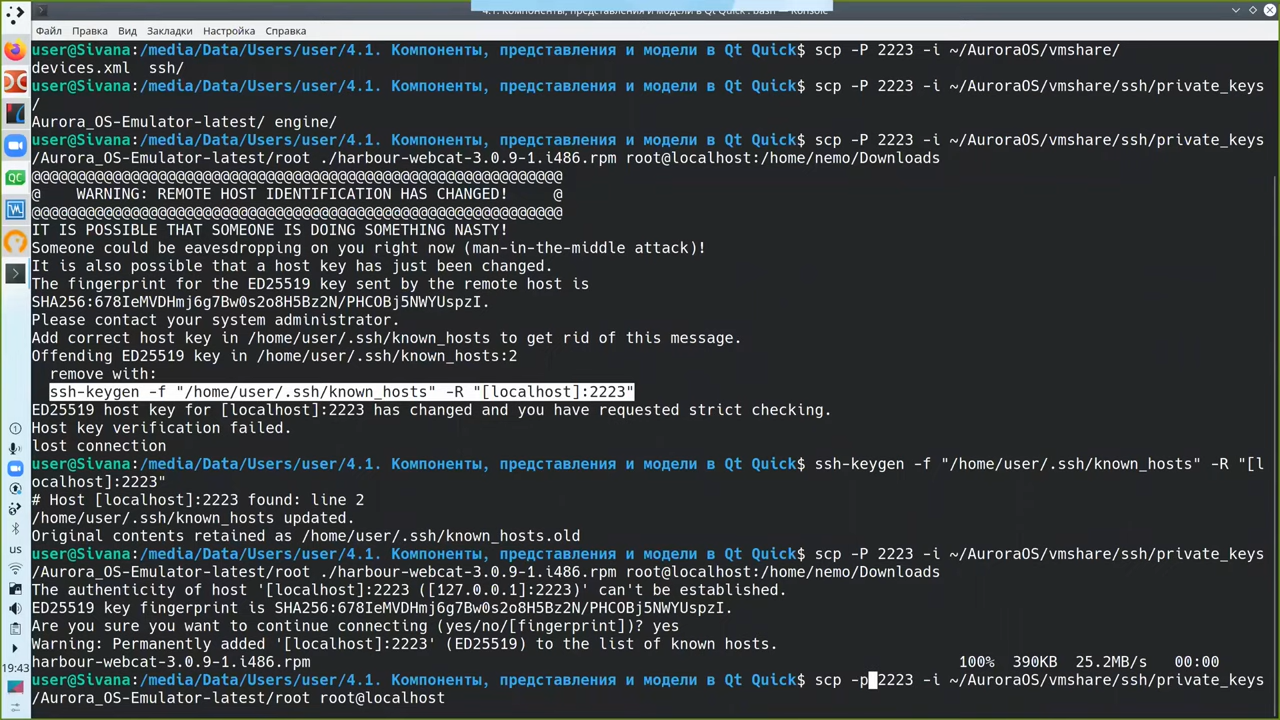 4.1. Компоненты, представления и модели в Qt Quick : bash — Konsole
Файл Правка Вид Закладки Настройка Справка
user@Sivana:/media/Data/Users/user/4.1. Компоненты, представления и модели в Qt Quick$ scp -P 2223 -i ~/AuroraOS/vmshare/
devices.xml  ssh/
user@Sivana:/media/Data/Users/user/4.1. Компоненты, представления и модели в Qt Quick$ scp -P 2223 -i ~/AuroraOS/vmshare/ssh/private_keys
/
Aurora_OS-Emulator-latest/ engine/
user@Sivana:/media/Data/Users/user/4.1. Компоненты, представления и модели в Qt Quick$ scp -P 2223 -i ~/AuroraOS/vmshare/ssh/private_keys
/Aurora_OS-Emulator-latest/root ./harbour-webcat-3.0.9-1.i486.rpm root@localhost:/home/nemo/Downloads
@@@@@@@@@@@@@@@@@@@@@@@@@@@@@@@@@@@@@@@@@@@@@@@@@@@@@@@@@@@
@    WARNING: REMOTE HOST IDENTIFICATION HAS CHANGED!     @
@@@@@@@@@@@@@@@@@@@@@@@@@@@@@@@@@@@@@@@@@@@@@@@@@@@@@@@@@@@
IT IS POSSIBLE THAT SOMEONE IS DOING SOMETHING NASTY!
Someone could be eavesdropping on you right now (man-in-the-middle attack)!
It is also possible that a host key has just been changed.
The fingerprint for the ED25519 key sent by the remote host is
SHA256:678IeMVDHmj6g7Bw0s2o8H5Bz2N/PHCOBj5NWYUspzI.
Please contact your system administrator.
Add correct host key in /home/user/.ssh/known_hosts to get rid of this message.
Offending ED25519 key in /home/user/.ssh/known_hosts:2
remove with:
ssh-keygen -f "/home/user/.ssh/known_hosts" -R "[localhost]:2223"
ED25519 host key for [localhost]:2223 has changed and you have requested strict checking.
Host key verification failed.
lost connection
user@Sivana:/media/Data/Users/user/4.1. Компоненты, представления и модели в Qt Quick$ ssh-keygen -f "/home/user/.ssh/known_hosts" -R "[l
ocalhost]:2223"
# Host [localhost]:2223 found: line 2
/home/user/.ssh/known_hosts updated.
Original contents retained as /home/user/.ssh/known_hosts.old
user@Sivana:/media/Data/Users/user/4.1. Компоненты, представления и модели в Qt Quick$ scp -P 2223 -i ~/AuroraOS/vmshare/ssh/private_keys
/Aurora_OS-Emulator-latest/root ./harbour-webcat-3.0.9-1.i486.rpm root@localhost:/home/nemo/Downloads
The authenticity of host '[localhost]:2223 ([127.0.0.1]:2223)' can't be established.
ED25519 key fingerprint is SHA256:678IeMVDHmj6g7Bw0s2o8H5Bz2N/PHCOBj5NWYUspzI.
Are you sure you want to continue connecting (yes/no/[fingerprint])? yes
Warning: Permanently added '[localhost]:2223' (ED25519) to the list of known hosts.
harbour-webcat-3.0.9-1.i486.rpm 100% 390KB 25.2MB/s 00:00
user@Sivana:/media/Data/Users/user/4.1. Компоненты, представления и модели в Qt Quick$ scp -p 2223 -i ~/AuroraOS/vmshare/ssh/private_keys
/Aurora_OS-Emulator-latest/root root@localhost
QC
us
19:43